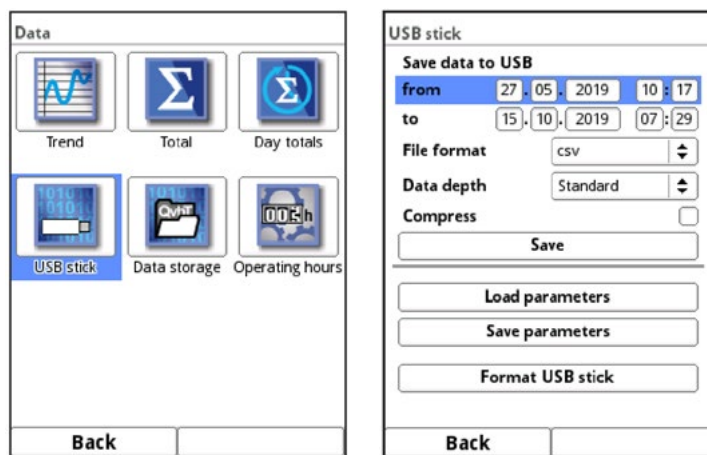 Data
Trend
Total
Day totals
USB stick
Data storage
Operating hours
Back
USB stick
Save data to USB
from 27 . 05 . 2019 10 : 17
to 15 . 10 . 2019 07 : 29
File format csv
Data depth Standard
Compress
Save
Load parameters
Save parameters
Format USB stick
Back